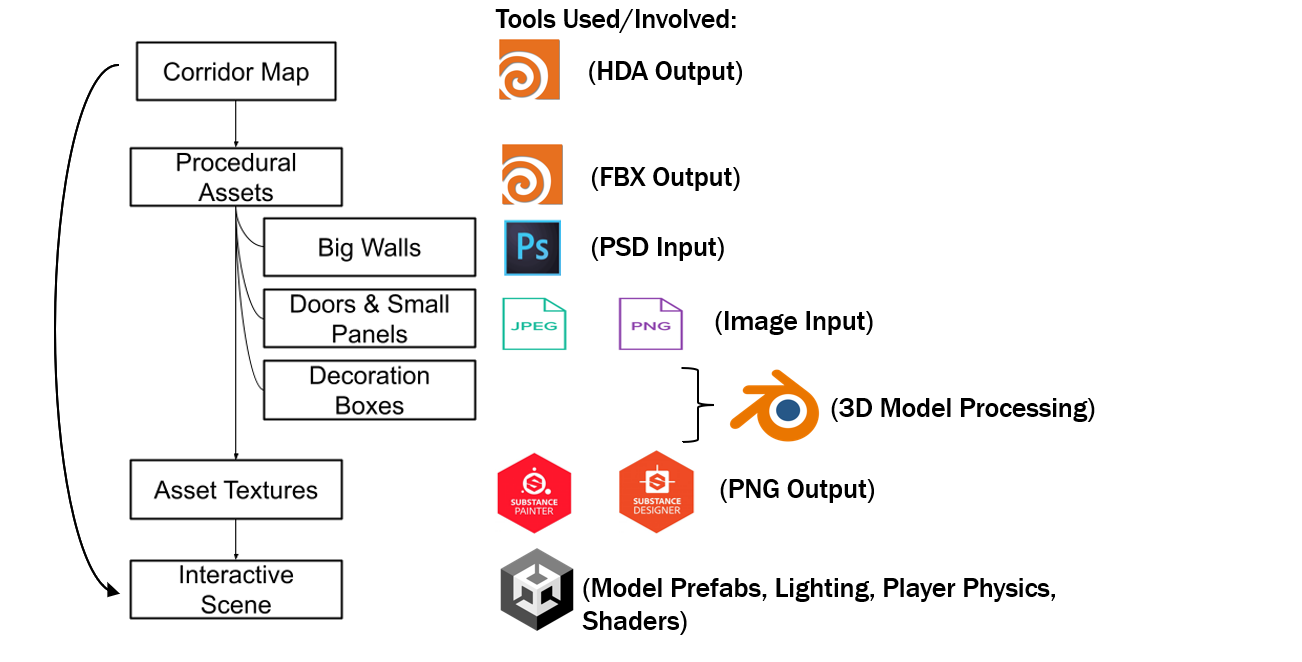 Tools Used/Involved:
Corridor Map
(HDA Output)
Procedural
Assets
(FBX Output)
Big Walls
Ps
(PSD Input)
Doors & Small
Panels
JPEG
PNG
(Image Input)
Decoration
Boxes
(3D Model Processing)
Asset Textures
SUBSTANCE
PAINTER
SUBSTANCE
DESIGNER
(PNG Output)
Interactive
Scene
(Model Prefabs, Lighting, Player Physics,
Shaders)